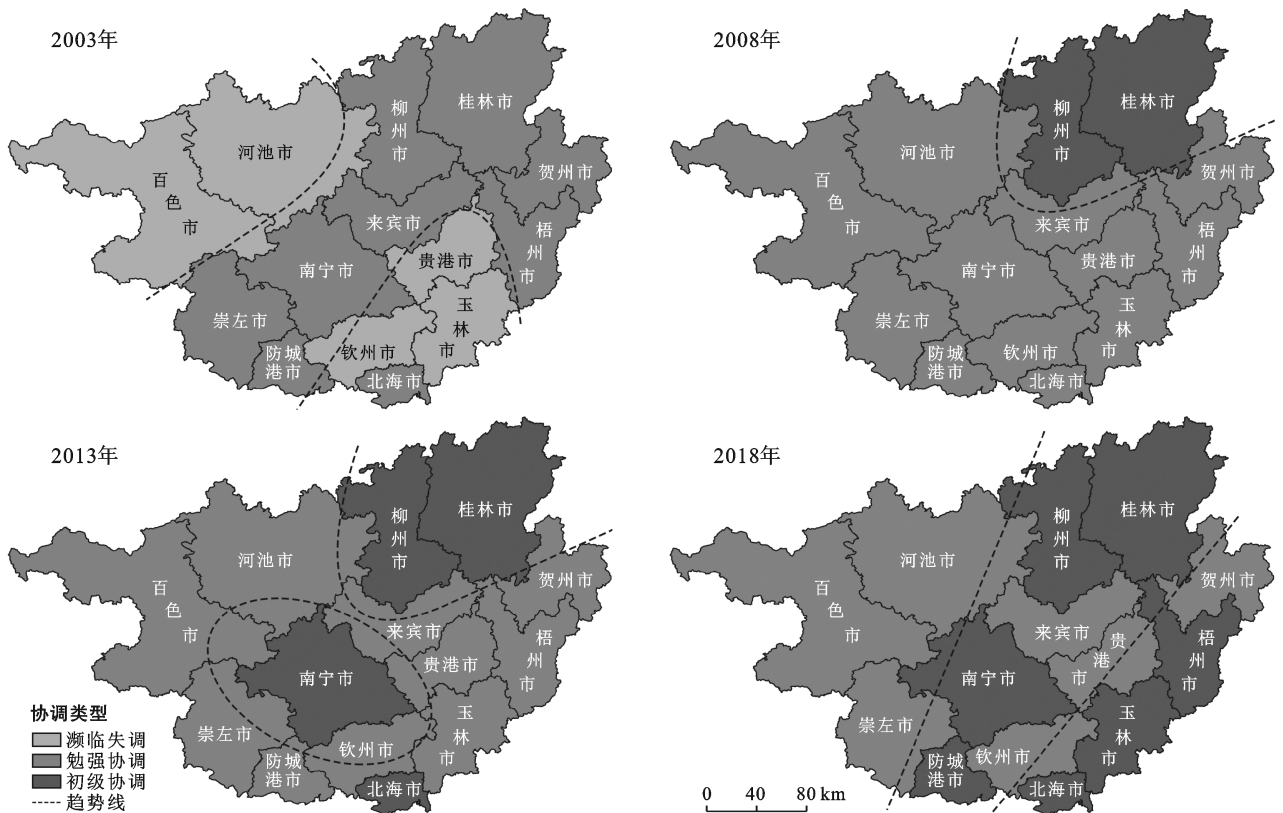 2003年
柳州市
桂林市
河池市
百色市
贺州市
来宾市
梧州市
贵港市
南宁市
玉林市
崇左市
防城港市
钦州市
北海市
2008年
柳州市
桂林市
河池市
百色市
贺州市
来宾市
梧州市
贵港市
南宁市
玉林市
崇左市
防城港市
钦州市
北海市
2013年
柳州市
桂林市
河池市
百色市
贺州市
来宾市
梧州市
贵港市
南宁市
玉林市
崇左市
钦州市
防城港市
北海市
协调类型
濒临失调
勉强协调
初级协调
趋势线
2018年
柳州市
桂林市
河池市
百色市
贺州市
来宾市
梧州市
贵港市
南宁市
玉林市
崇左市
钦州市
防城港市
北海市
0 40 80 km